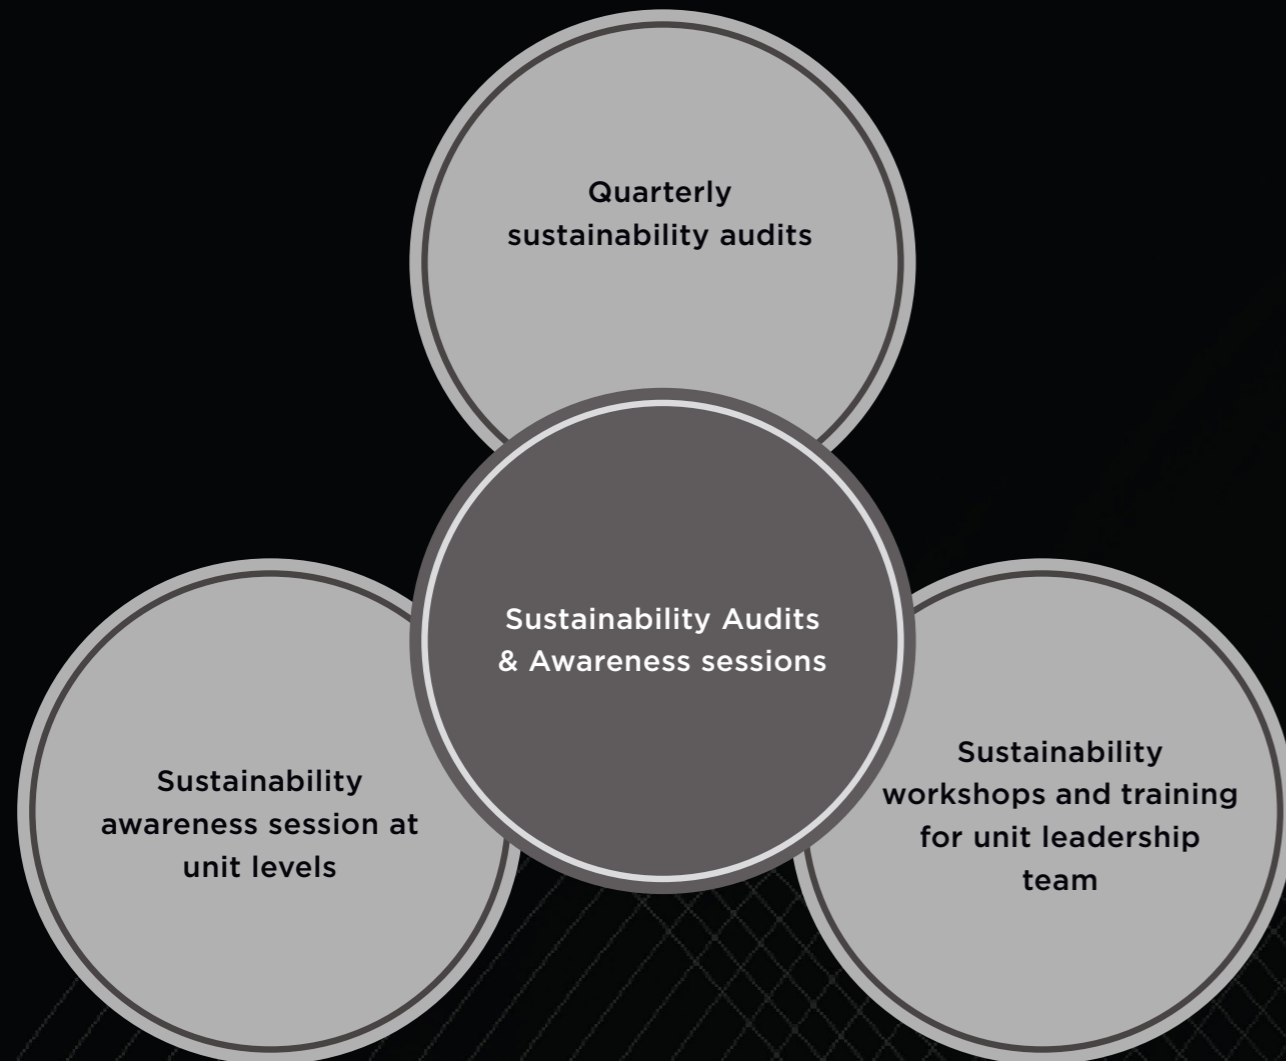 Quarterly
sustainability audits
Sustainability Audits
& Awareness sessions
Sustainability
awareness session at
unit levels
Sustainability
workshops and training
for unit leadership
team